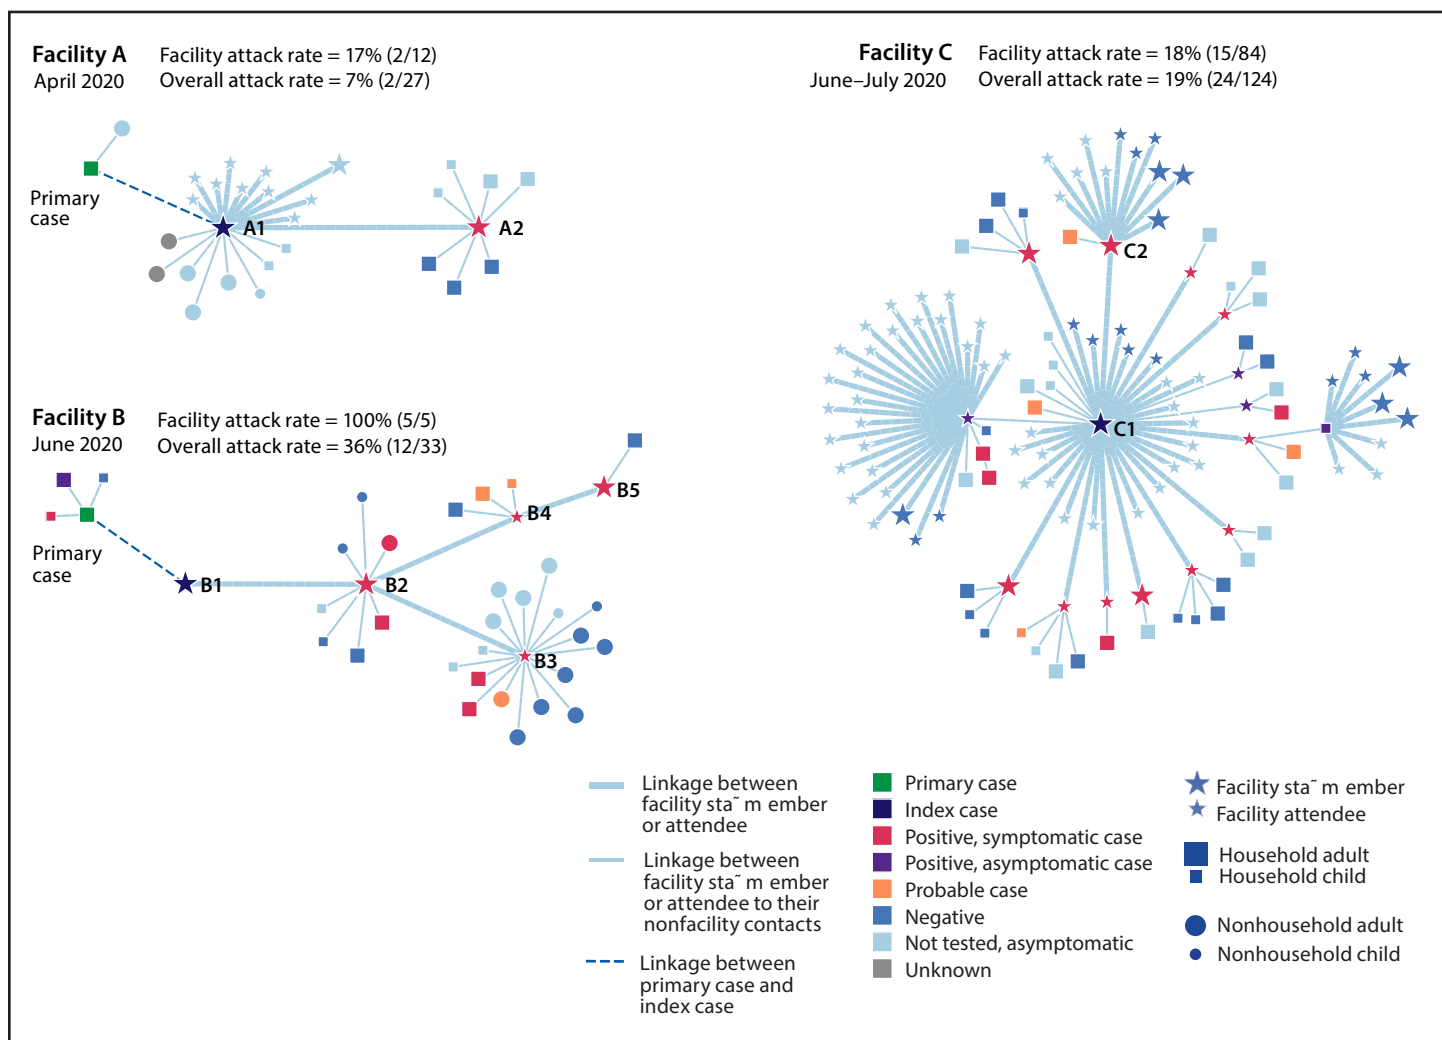 Facility A
April 2020
Facility attack rate = 17% (2/12)
Overall attack rate = 7% (2/27)
Primary
case
A1
A2
Facility B
June 2020
Facility attack rate = 100% (5/5)
Overall attack rate = 36% (12/33)
Primary
case
B1
B2
B3
B4
B5
Facility C
June–July 2020
Facility attack rate = 18% (15/84)
Overall attack rate = 19% (24/124)
C2
C1
Linkage between
facility sta˜ m ember
or attendee
Linkage between
facility sta˜ m ember
or attendee to their
nonfacility contacts
Linkage between
primary case and
index case
Primary case
Index case
Positive, symptomatic case
Positive, asymptomatic case
Probable case
Negative
Not tested, asymptomatic
Unknown
Facility sta˜ m ember
Facility attendee
Household adult
Household child
Nonhousehold adult
Nonhousehold child